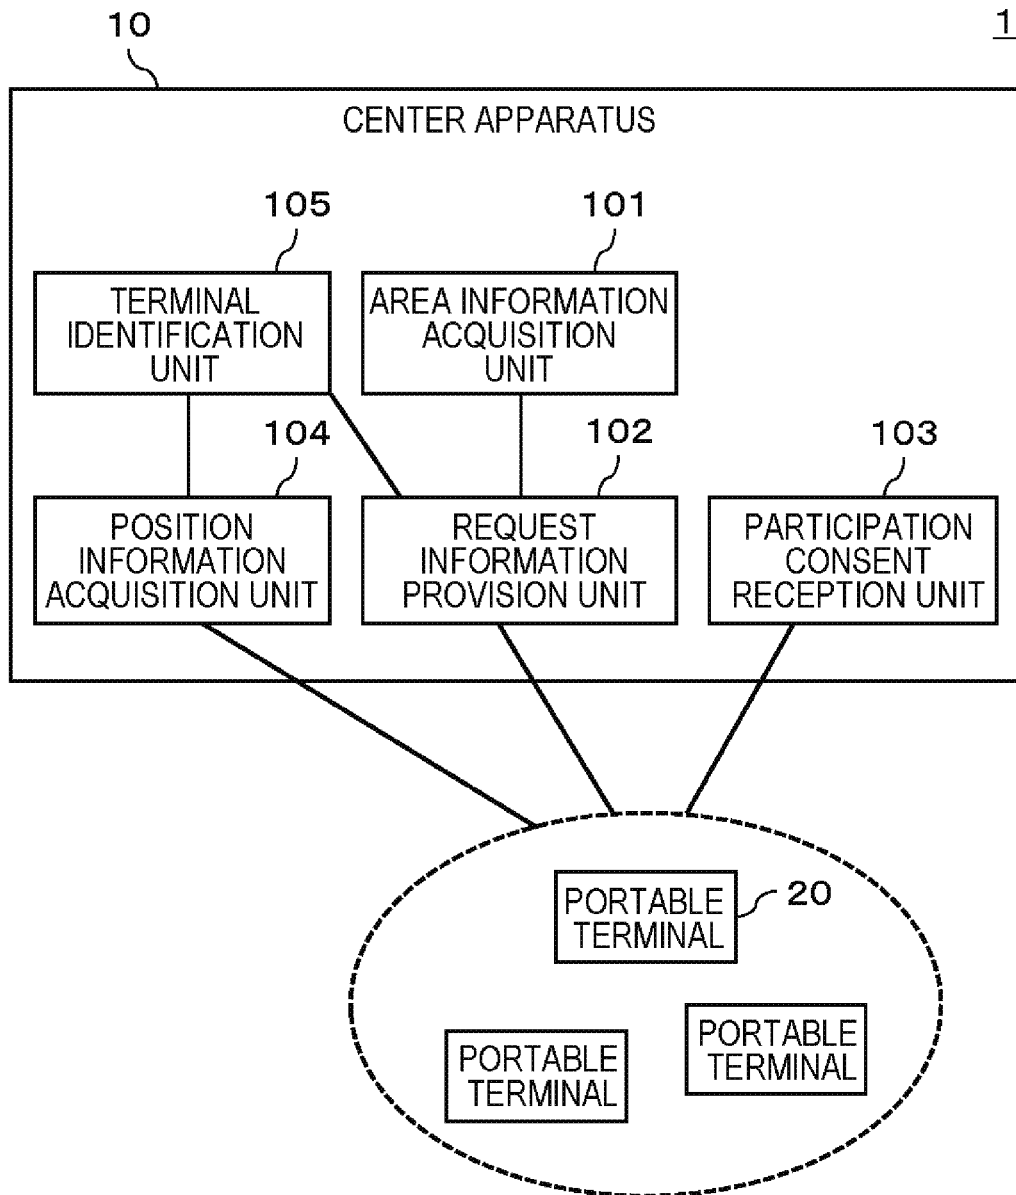 1
10
CENTER APPARATUS
105
101
TERMINAL
IDENTIFICATION
UNIT
AREA INFORMATION
ACQUISITION
UNIT
104
102
103
POSITION
INFORMATION
ACQUISITION UNIT
REQUEST
INFORMATION
PROVISION UNIT
PARTICIPATION
CONSENT
RECEPTION UNIT
PORTABLE
TERMINAL
20
PORTABLE
TERMINAL
PORTABLE
TERMINAL